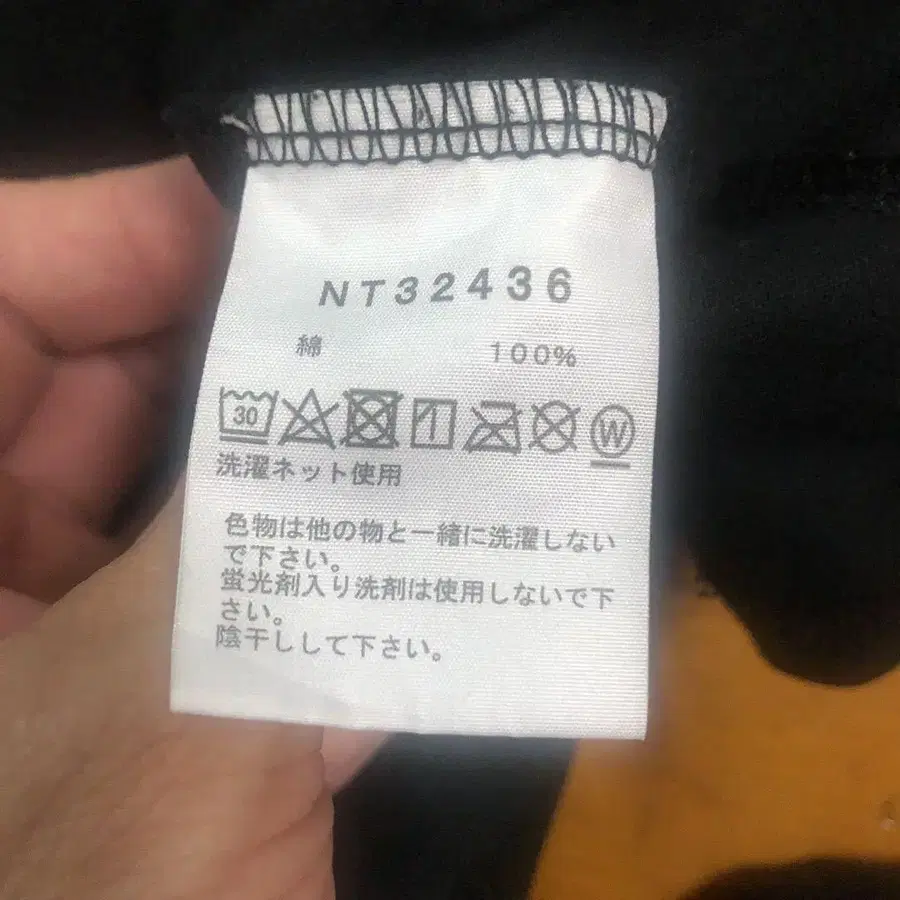 NT32436
綿 100%
30
W
洗濯ネット使用
色物は他の物と一緒に洗濯しない
で下さい。
蛍光剤入り洗剤は使用しないで下
さい。
陰干しして下さい。